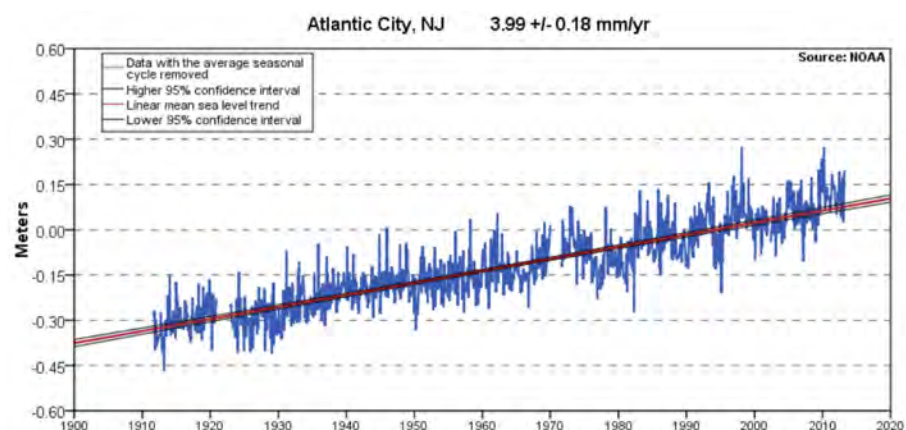 Atlantic City, NJ 3.99 +/- 0.18 mm/yr
Source: NOAA
Data with the average seasonal
cycle removed
Higher 95% confidence interval
Linear mean sea level trend
Lower 95% confidence interval
Meters
0.60
0.45
0.30
0.15
0.00
-0.15
-0.30
-0.45
-0.60
1900 1910 1920 1930 1940 1950 1960 1970 1980 1990 2000 2010 2020